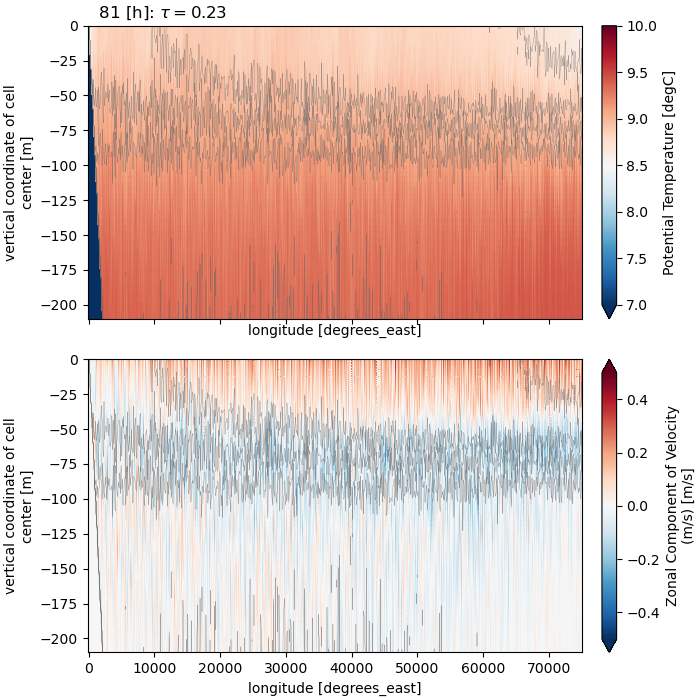 81 [h]: τ = 0.23
0
−25
−50
−75
−100
−125
−150
−175
−200
vertical coordinate of cell
center [m]
longitude [degrees_east]
10.0
9.5
9.0
8.5
8.0
7.5
7.0
Potential Temperature [degC]
0
−25
−50
−75
−100
−125
−150
−175
−200
vertical coordinate of cell
center [m]
0 10000 20000 30000 40000 50000 60000 70000
longitude [degrees_east]
0.4
0.2
0.0
−0.2
−0.4
Zonal Component of Velocity
(m/s) [m/s]